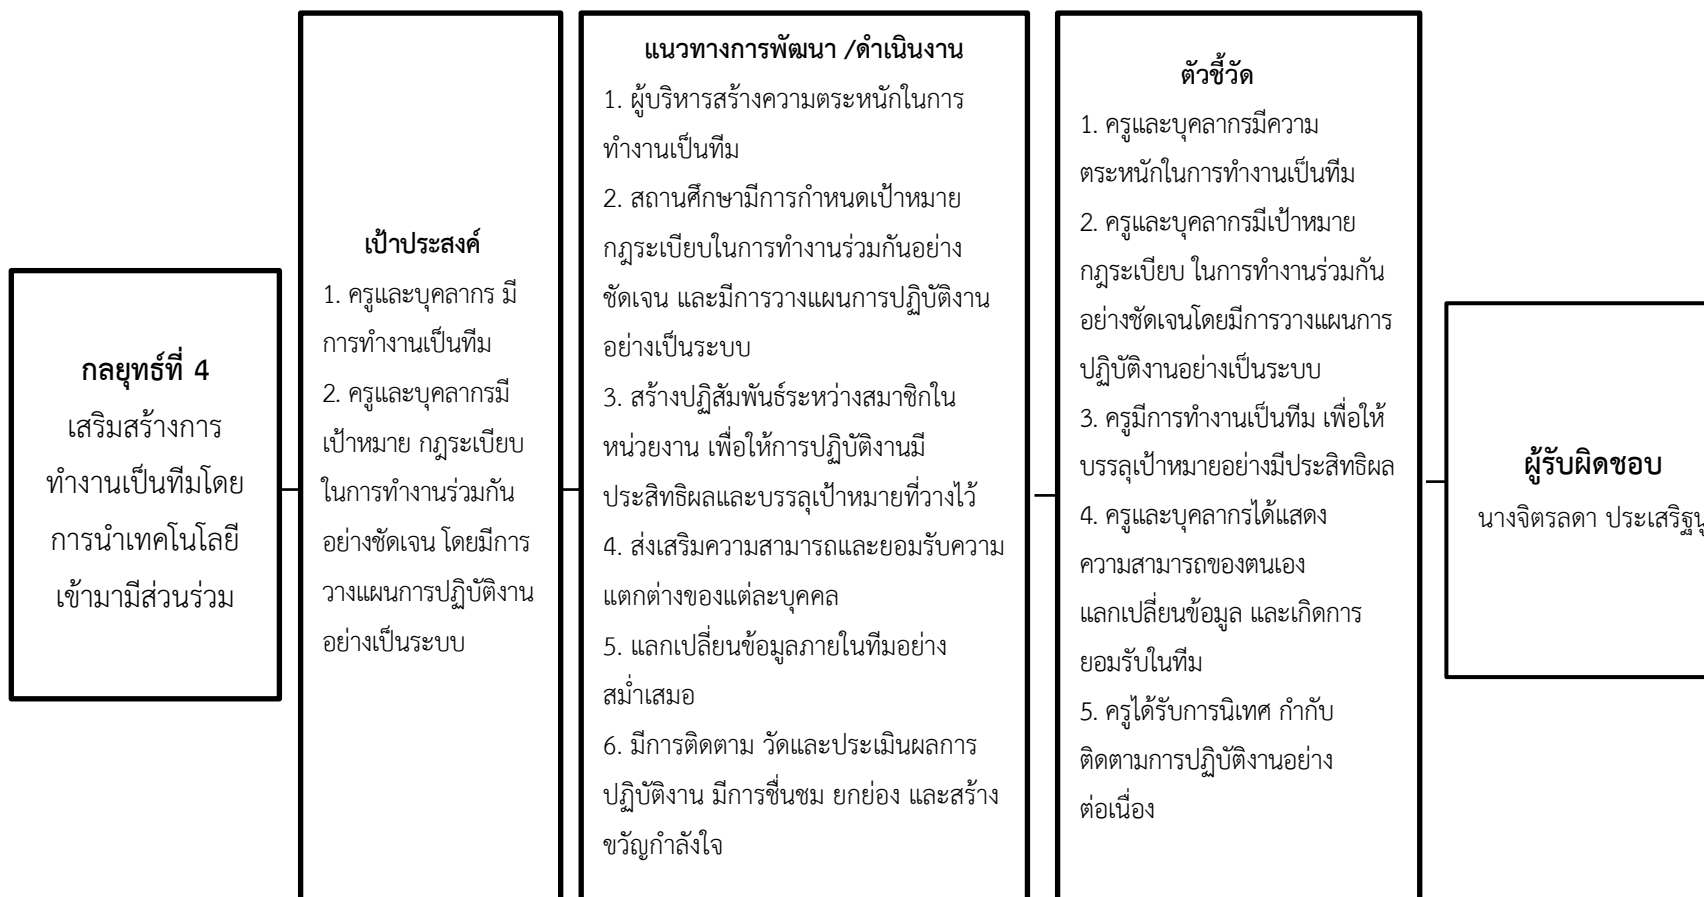 กลยุทธ์ที่ 4
เสริมสร้างการ
ทำงานเป็นทีมโดย
การนำเทคโนโลยี
เข้ามามีส่วนร่วม
เป้าประสงค์
1. ครูและบุคลากร มี
การทำงานเป็นทีม
2. ครูและบุคลากรมี
เป้าหมาย กฎระเบียบ
ในการทำงานร่วมกัน
อย่างชัดเจน โดยมีการ
วางแผนการปฏิบัติงาน
อย่างเป็นระบบ
แนวทางการพัฒนา /ดำเนินงาน
1. ผู้บริหารสร้างความตระหนักในการ
ทำงานเป็นทีม
2. สถานศึกษามีการกำหนดเป้าหมาย
กฎระเบียบในการทำงานร่วมกันอย่าง
ชัดเจน และมีการวางแผนการปฏิบัติงาน
อย่างเป็นระบบ
3. สร้างปฏิสัมพันธ์ระหว่างสมาชิกใน
หน่วยงาน เพื่อให้การปฏิบัติงานมี
ประสิทธิผลและบรรลุเป้าหมายที่วางไว้
4. ส่งเสริมความสามารถและยอมรับความ
แตกต่างของแต่ละบุคคล
5. แลกเปลี่ยนข้อมูลภายในทีมอย่าง
สม่ำเสมอ
6. มีการติดตาม วัดและประเมินผลการ
ปฏิบัติงาน มีการชื่นชม ยกย่อง และสร้าง
ขวัญกำลังใจ
ตัวชี้วัด
1. ครูและบุคลากรมีความ
ตระหนักในการทำงานเป็นทีม
2. ครูและบุคลากรมีเป้าหมาย
กฎระเบียบ ในการทำงานร่วมกัน
อย่างชัดเจนโดยมีการวางแผนการ
ปฏิบัติงานอย่างเป็นระบบ
3. ครูมีการทำงานเป็นทีม เพื่อให้
บรรลุเป้าหมายอย่างมีประสิทธิผล
4. ครูและบุคลากรได้แสดง
ความสามารถของตนเอง
แลกเปลี่ยนข้อมูล และเกิดการ
ยอมรับในทีม
5. ครูได้รับการนิเทศ กำกับ
ติดตามการปฏิบัติงานอย่าง
ต่อเนื่อง
ผู้รับผิดชอบ
นางจิตรลดา